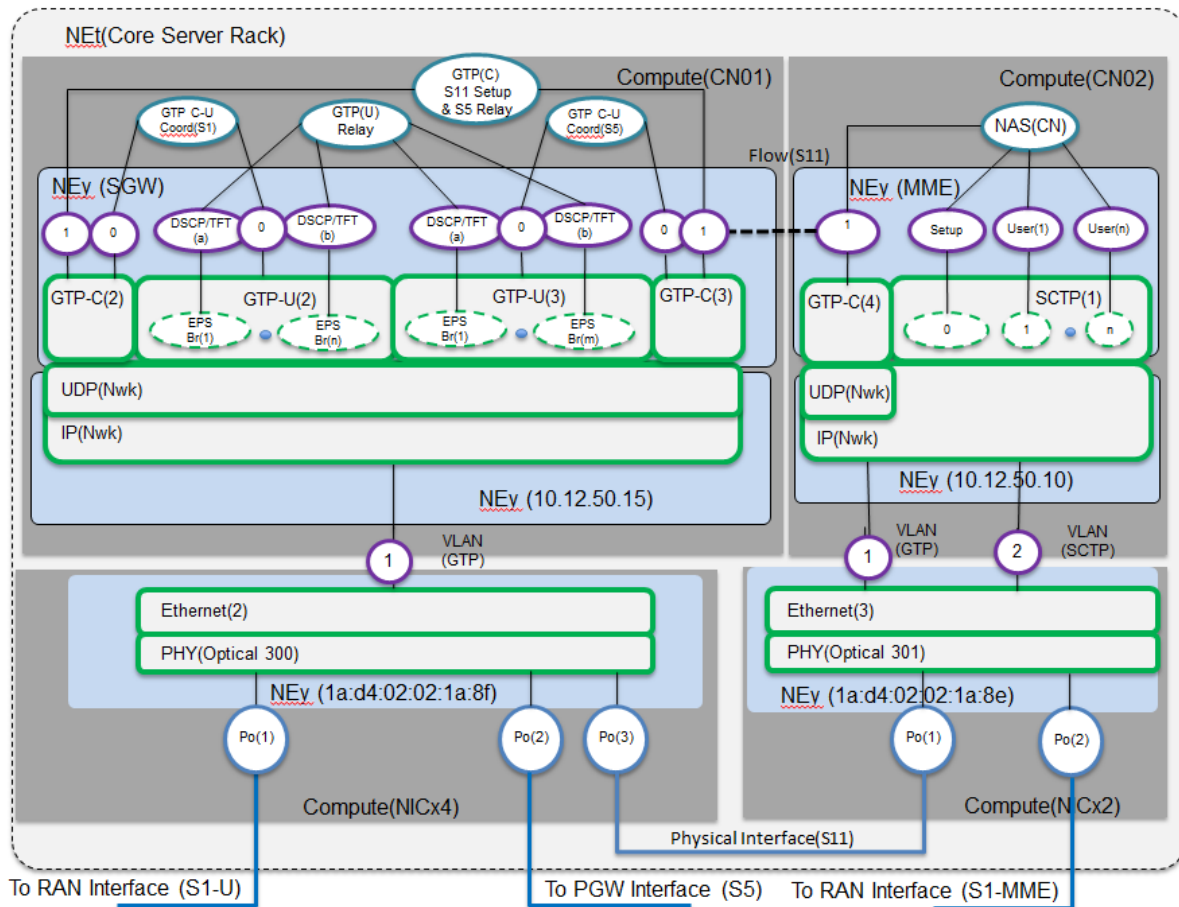 NEt(Core Server Rack)
GTP(C)
S11 Setup
& S5 Relay
Compute(CN01)
Compute(CN02)
GTP C-U
Coord(S1)
GTP(U)
Relay
GTP C-U
Coord(S5)
NAS(CN)
Flow(S11)
NEγ (SGW)
NEγ (MME)
1
0
DSCP/TFT
(a)
0
DSCP/TFT
(b)
DSCP/TFT
(a)
0
DSCP/TFT
(b)
0
1
1
Setup
User(1)
User(n)
GTP-C(2)
GTP-U(2)
GTP-U(3)
GTP-C(3)
GTP-C(4)
SCTP(1)
EPS
Br(1)
EPS
Br(n)
EPS
Br(1)
EPS
Br(m)
0
1
n
UDP(Nwk)
UDP(Nwk)
IP(Nwk)
IP(Nwk)
NEγ (10.12.50.15)
NEγ (10.12.50.10)
1
VLAN
(GTP)
1
VLAN
(GTP)
2
VLAN
(SCTP)
Ethernet(2)
Ethernet(3)
PHY(Optical 300)
PHY(Optical 301)
NEγ (1a:d4:02:02:1a:8f)
NEγ (1a:d4:02:02:1a:8e)
Po(1)
Po(2)
Po(3)
Po(1)
Po(2)
Compute(NICx4)
Compute(NICx2)
Physical Interface(S11)
To RAN Interface (S1-U)
To PGW Interface (S5)
To RAN Interface (S1-MME)